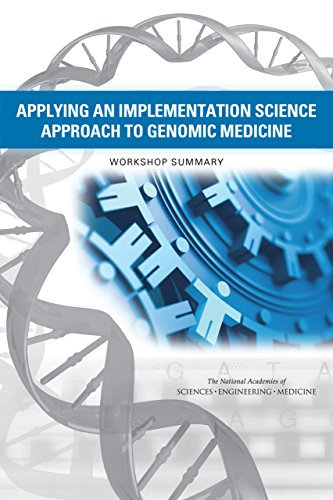 APPLYING AN IMPLEMENTATION SCIENCE
APPROACH TO GENOMIC MEDICINE
WORKSHOP SUMMARY
G A T A
The National Academies of
SCIENCES • ENGINEERING • MEDICINE
A G